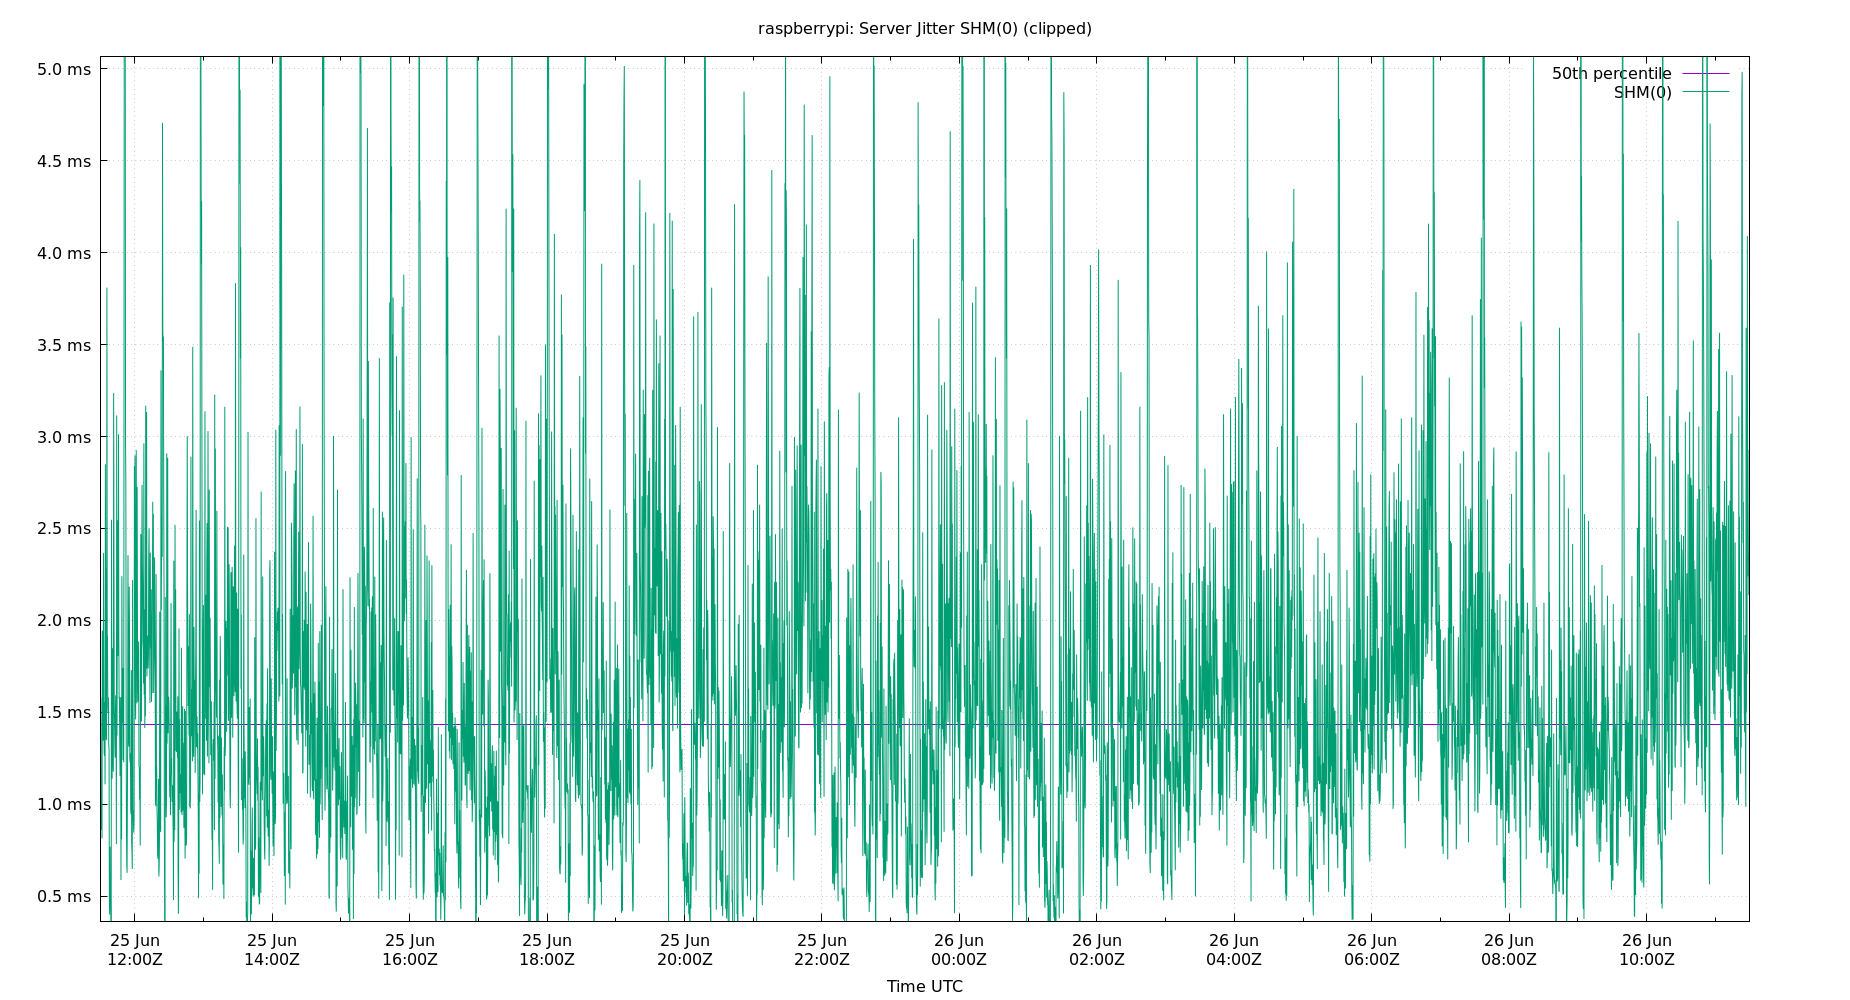 raspberrypi: Server Jitter SHM(0) (clipped)
50th percentile
SHM(0)
5.0 ms
4.5 ms
4.0 ms
3.5 ms
3.0 ms
2.5 ms
2.0 ms
1.5 ms
1.0 ms
0.5 ms
25 Jun 25 Jun 25 Jun 25 Jun 25 Jun 25 Jun 26 Jun 26 Jun 26 Jun 26 Jun 26 Jun 26 Jun
12:00Z 14:00Z 16:00Z 18:00Z 20:00Z 22:00Z 00:00Z 02:00Z 04:00Z 06:00Z 08:00Z 10:00Z
Time UTC